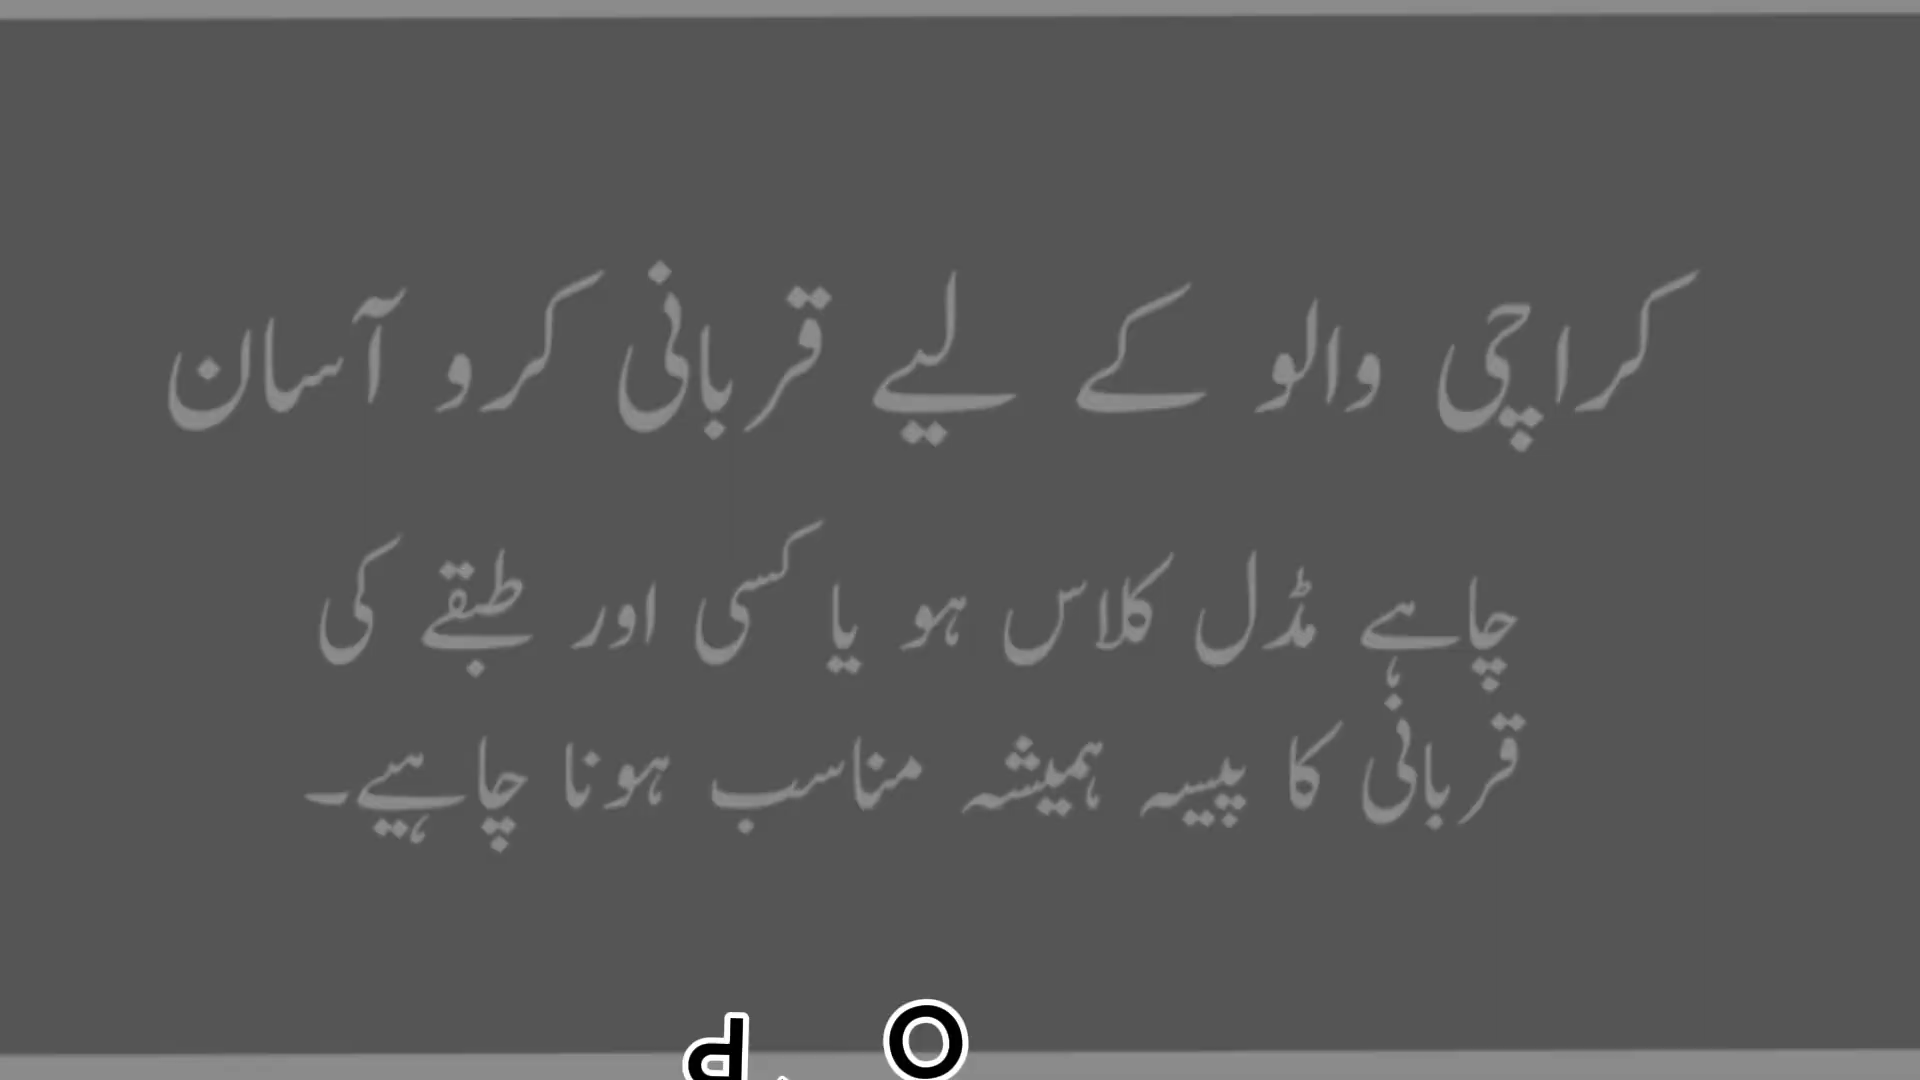 کراچی والو کے لیے قربانی کرو آسان
چاہے مڈل کلاس ہو یا کسی اور طبقے کی
قربانی کا پیسہ ہمیشہ مناسب ہونا چاہیے۔